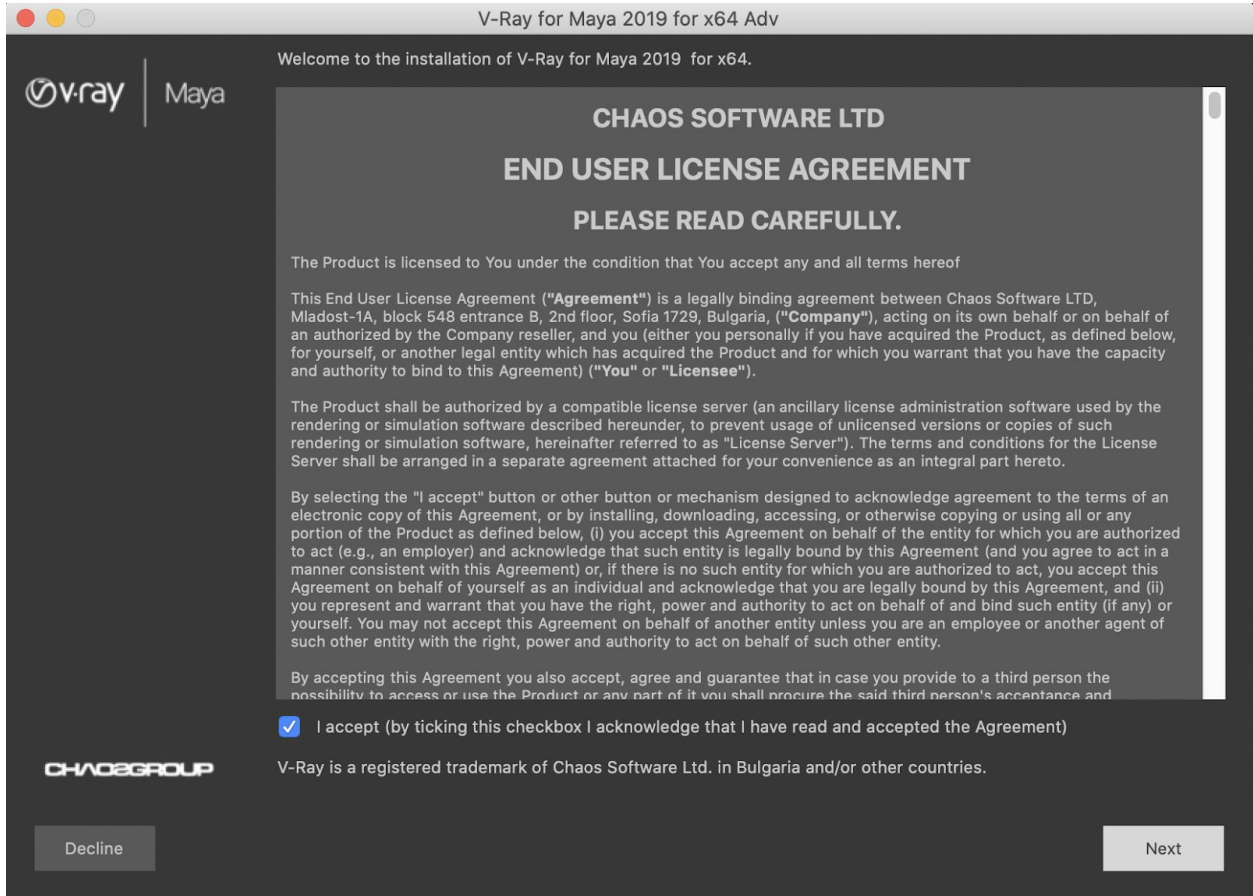 V-Ray for Maya 2019 for x64 Adv
v·ray | Maya
Welcome to the installation of V-Ray for Maya 2019 for x64.
CHAOS SOFTWARE LTD
END USER LICENSE AGREEMENT
PLEASE READ CAREFULLY.
The Product is licensed to You under the condition that You accept any and all terms hereof
This End User License Agreement ("Agreement") is a legally binding agreement between Chaos Software LTD,
Mladost-1A, block 548 entrance B, 2nd floor, Sofia 1729, Bulgaria, ("Company"), acting on its own behalf or on behalf of
an authorized by the Company reseller, and you (either you personally if you have acquired the Product, as defined below,
for yourself, or another legal entity which has acquired the Product and for which you warrant that you have the capacity
and authority to bind to this Agreement) ("You" or "Licensee").
The Product shall be authorized by a compatible license server (an ancillary license administration software used by the
rendering or simulation software described hereunder, to prevent usage of unlicensed versions or copies of such
rendering or simulation software, hereinafter referred to as "License Server"). The terms and conditions for the License
Server shall be arranged in a separate agreement attached for your convenience as an integral part hereto.
By selecting the "I accept" button or other button or mechanism designed to acknowledge agreement to the terms of an
electronic copy of this Agreement, or by installing, downloading, accessing, or otherwise copying or using all or any
portion of the Product as defined below, (i) you accept this Agreement on behalf of the entity for which you are authorized
to act (e.g., an employer) and acknowledge that such entity is legally bound by this Agreement (and you agree to act in a
manner consistent with this Agreement) or, if there is no such entity for which you are authorized to act, you accept this
Agreement on behalf of yourself as an individual and acknowledge that you are legally bound by this Agreement, and (ii)
you represent and warrant that you have the right, power and authority to act on behalf of and bind such entity (if any) or
yourself. You may not accept this Agreement on behalf of another entity unless you are an employee or another agent of
such other entity with the right, power and authority to act on behalf of such other entity.
By accepting this Agreement you also accept, agree and guarantee that in case you provide to a third person the
possibility to access or use the Product or any part of it you shall procure the said third person's acceptance and
I accept (by ticking this checkbox I acknowledge that I have read and accepted the Agreement)
CHAOSGROUP
V-Ray is a registered trademark of Chaos Software Ltd. in Bulgaria and/or other countries.
Decline
Next